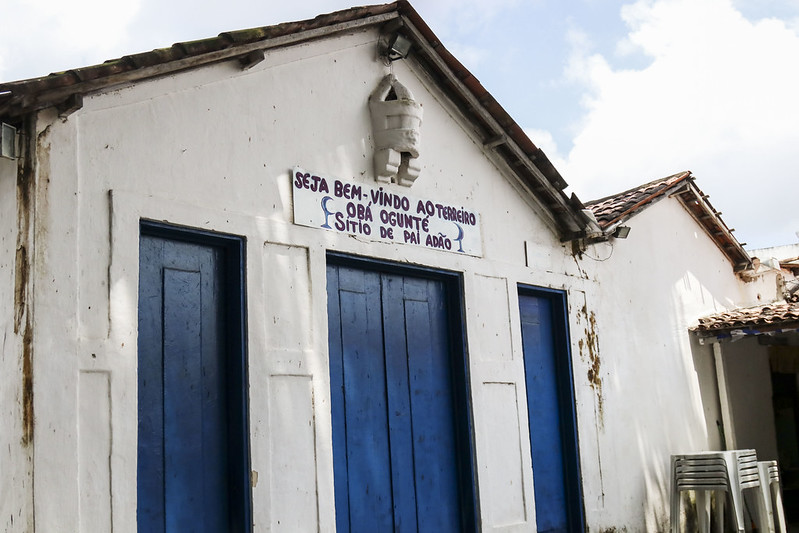 SEJA BEM-VINDO AO TERREIRO
OBÁ OGUNTÉ
SÍTIO DE PAI ADÃO